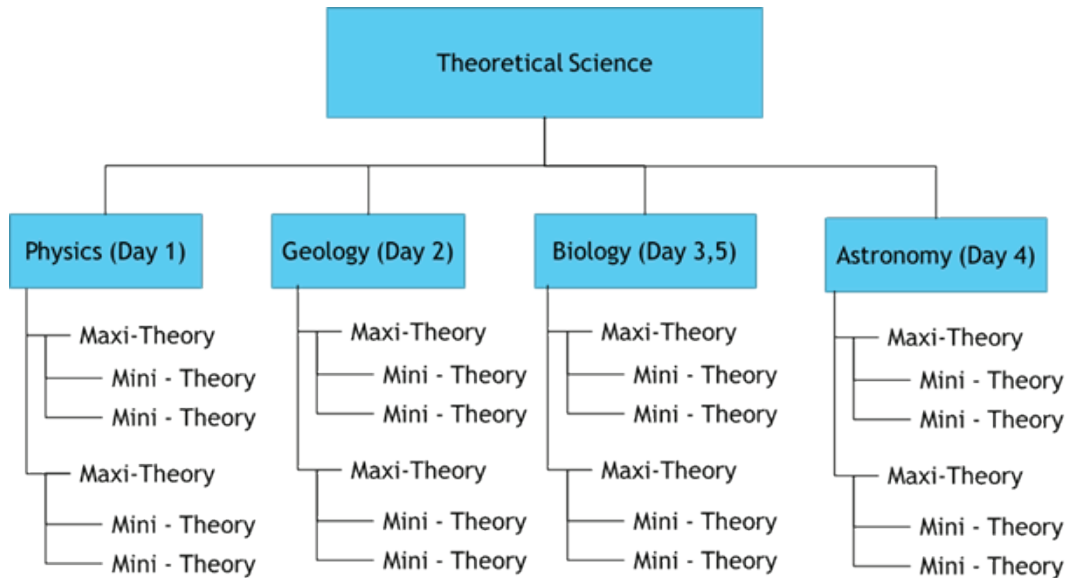 Theoretical Science
Physics (Day 1)
Geology (Day 2)
Biology (Day 3,5)
Astronomy (Day 4)
Maxi-Theory
Mini - Theory
Mini - Theory
Maxi-Theory
Mini - Theory
Mini - Theory
Maxi-Theory
Mini - Theory
Mini - Theory
Maxi-Theory
Mini - Theory
Mini - Theory
Maxi-Theory
Mini - Theory
Mini - Theory
Maxi-Theory
Mini - Theory
Mini - Theory
Maxi-Theory
Mini - Theory
Mini - Theory
Maxi-Theory
Mini - Theory
Mini - Theory